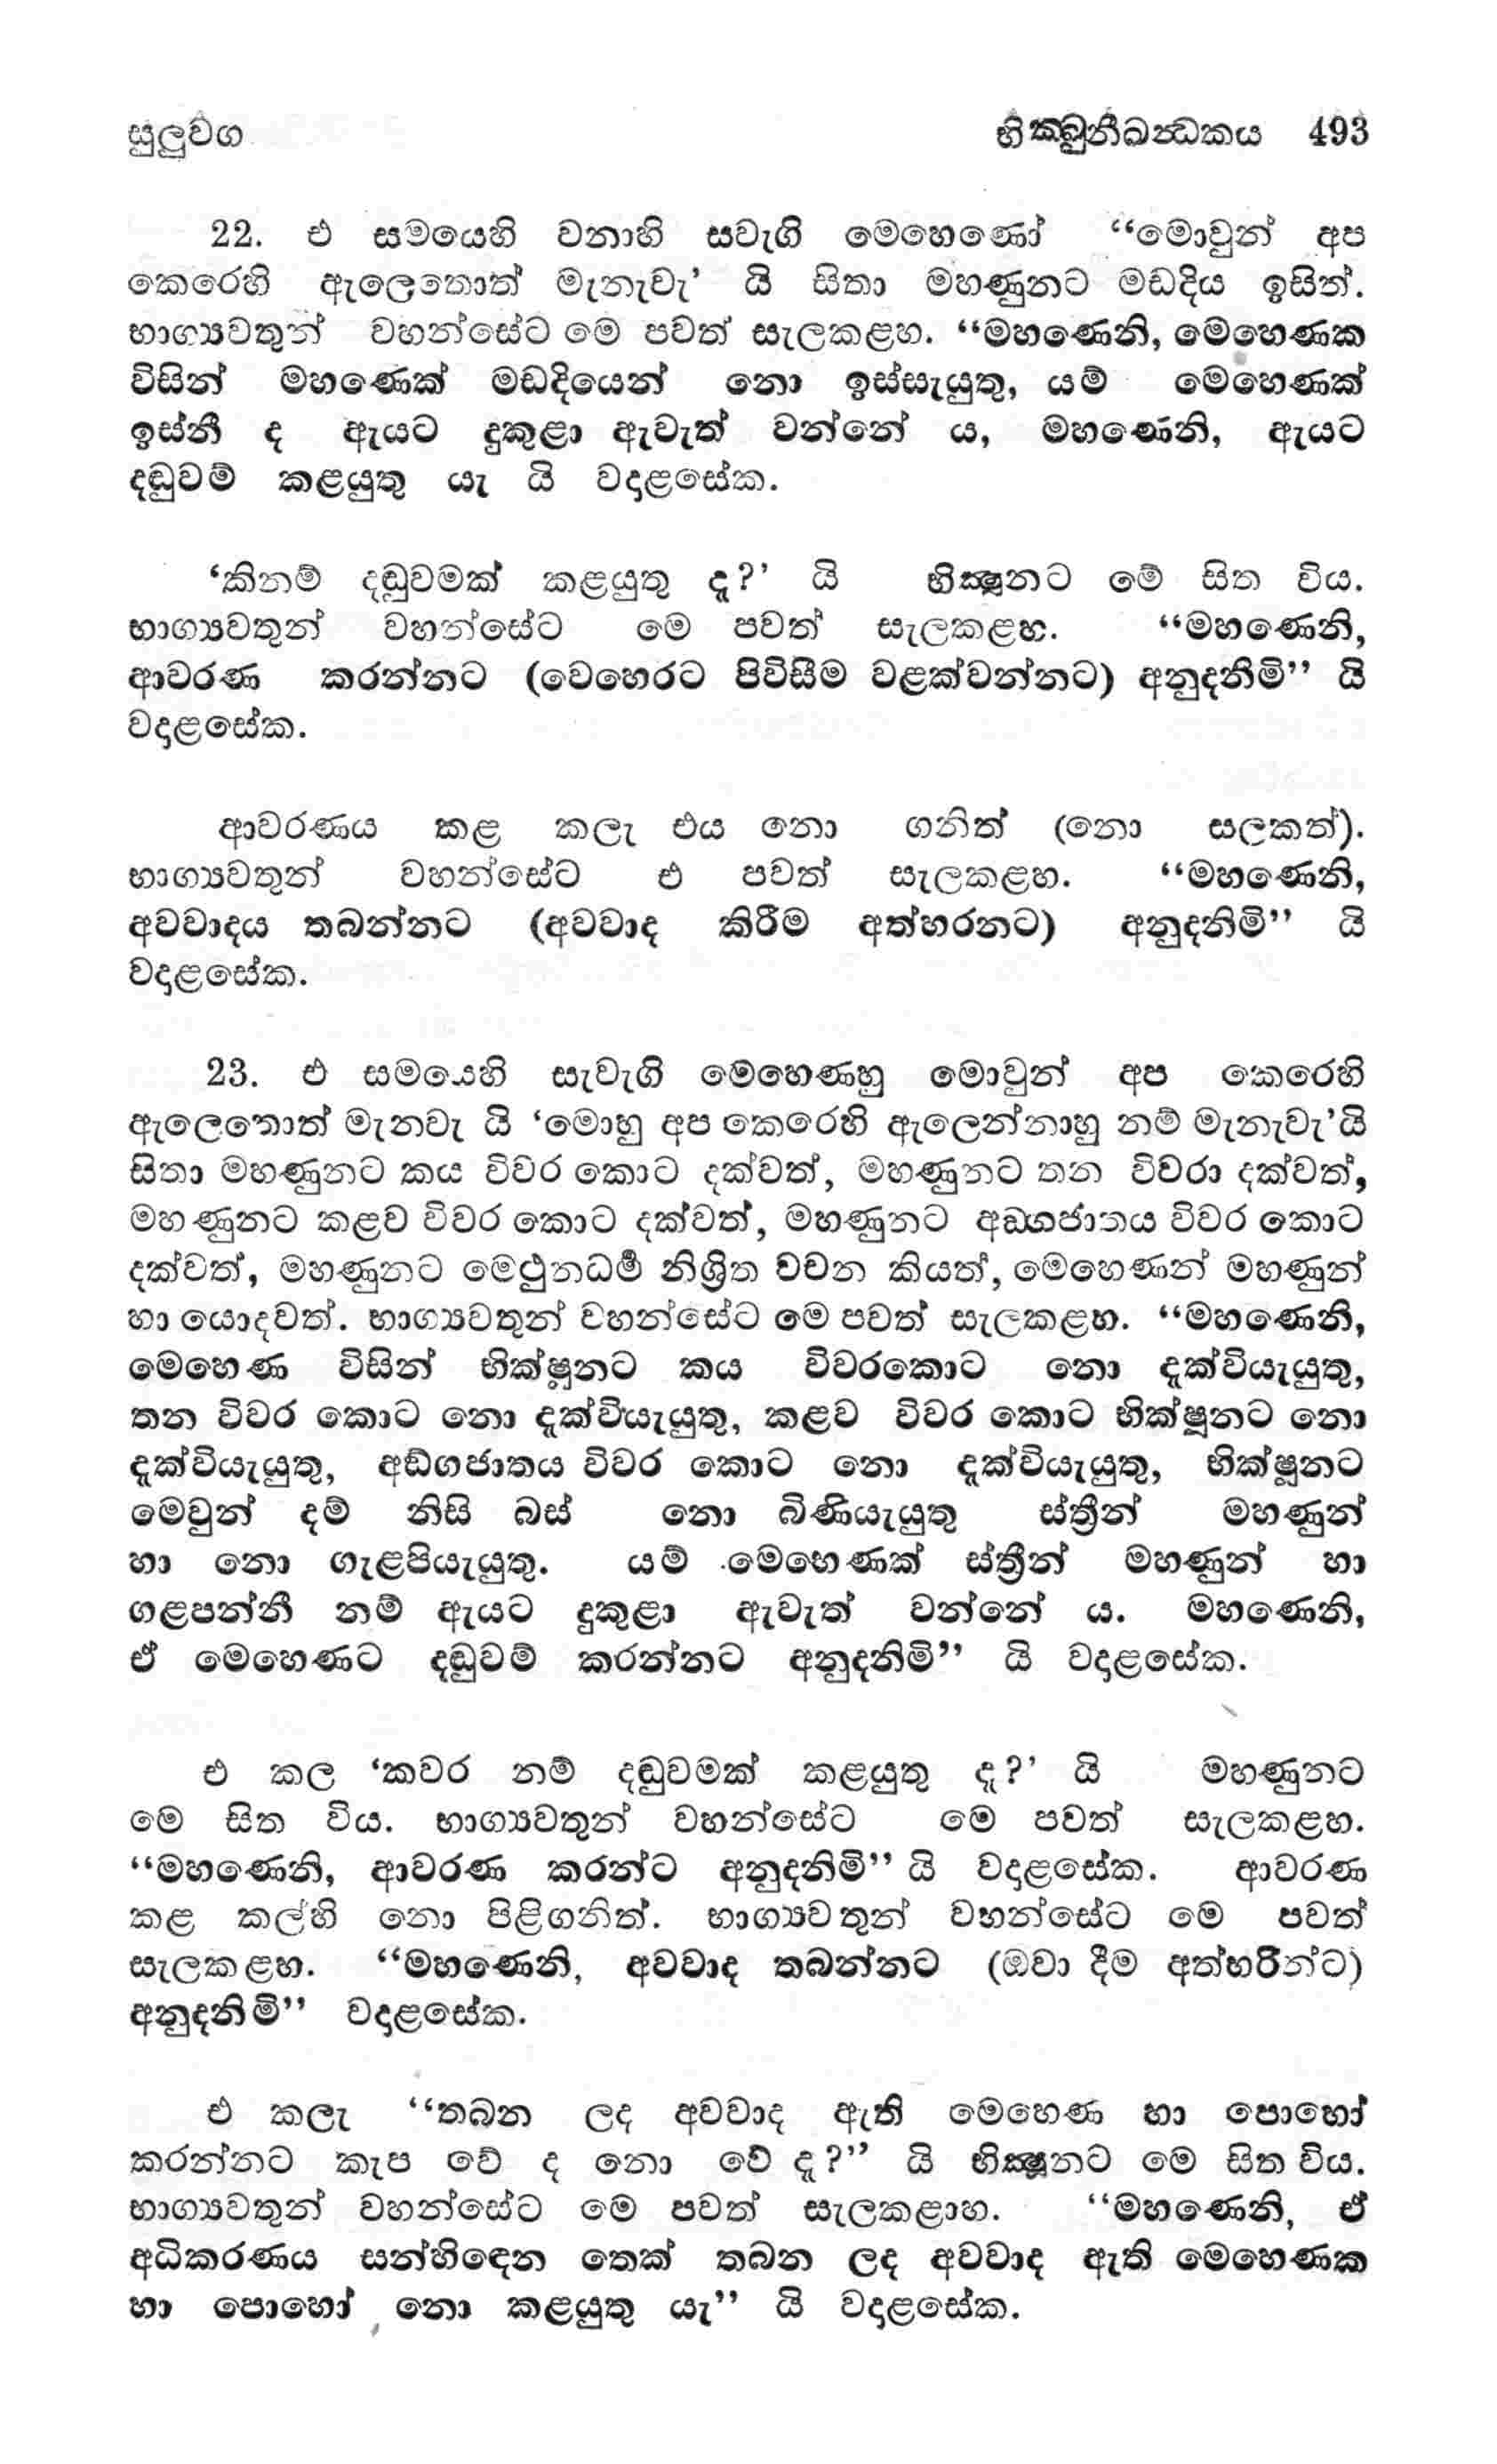 සුලුවග
භික්ඛුනීඛන්ධකය 493
22. එ සමයෙහි වනාහි සවැගි මෙහෙණෝ “මොවුන් අප
කෙරෙහි ඇලෙතොත් මැනැවැ’ යි සිතා මහණුනට මඩදිය ඉසිත්.
භාග්‍යවතුන් වහන්සේට මෙ පවත් සැලකළහ. “මහණෙනි, මෙහෙණක
විසින් මහණෙක් මඩදියෙන් නො ඉස්සැයුතු, යම් මෙහෙණක්
ඉස්නී ද ඇයට දුකුළා ඇවැත් වන්නේ ය, මහණෙනි, ඇයට
දඬුවම් කළයුතු යැ යි වදාළසේක.
‘කිනම් දඬුවමක් කළයුතු දූ?’ යි භික්‍ෂූනට මේ සිත විය.
භාග්‍යවතුන් වහන්සේට මෙ පවත් සැලකළහ. “මහණෙනි,
ආවරණ කරන්නට (වෙහෙරට පිවිසීම වළක්වන්නට) අනුදනිමි” යි
වදාළසේක.
ආවරණය කළ කලැ එය නො ගනිත් (නො සලකත්).
භාග්‍යවතුන් වහන්සේට එ පවත් සැලකළහ. “මහණෙනි,
අවවාදය තබන්නට (අවවාද කිරීම අත්හරනට) අනුදනිමි” යි
වදාළසේක.
23. එ සමයෙහි සැවැගි මෙහෙණහු මොවුන් අප කෙරෙහි
ඇලෙතොත් මැනවැ යි ‘මොහු අප කෙරෙහි ඇලෙන්නාහු නම් මැනැවැ’යි
සිතා මහණුනට කය විවර කොට දක්වත්, මහණුනට තන විවරා දක්වත්,
මහණුනට කළව විවර කොට දක්වත්, මහණුනට අඞ්ගජාතය විවර කොට
දක්වත්, මහණුනට මෙථුනධර්‍ම නිශ්‍රිත වචන කියත්, මෙහෙණන් මහණුන්
හා යොදවත්. භාග්‍යවතුන් වහන්සේට මෙ පවත් සැලකළහ. “මහණෙනි,
මෙහෙණ විසින් භික්ෂූනට කය විවරකොට නො දැක්වියැයුතු,
තන විවර කොට නො දැක්වියැයුතු, කළව විවර කොට භික්ෂූනට නො
දැක්වියැයුතු, අඞ්ගජාතය විවර කොට නො දැක්වියැයුතු, භික්ෂූනට
මෙවුන් දම් නිසි බස් නො බිණියැයුතු ස්ත්‍රීන් මහණුන්
හා නො ගැළපියැයුතු. යම් මෙහෙණක් ස්ත්‍රීන් මහණුන් හා
ගළපන්නී නම් ඇයට දුකුළා ඇවැත් වන්නේ ය. මහණෙනි,
ඒ මෙහෙණට දඬුවම් කරන්නට අනුදනිමි” යි වදාළසේක.
එ කල ‘කවර නම් දඬුවමක් කළයුතු දූ?’ යි මහණුනට
මෙ සිත විය. භාග්‍යවතුන් වහන්සේට මෙ පවත් සැලකළහ.
“මහණෙනි, ආවරණ කරන්ට අනුදනිමි” යි වදාළසේක. ආවරණ
කළ කල්හි නො පිළිගනිත්. භාග්‍යවතුන් වහන්සේට මෙ පවත්
සැලකළහ. “මහණෙනි, අවවාද තබන්නට (ඔවා දීම අත්හරින්ට)
අනුදනිමි” වදාළසේක.
එ කලැ “තබන ලද අවවාද ඇති මෙහෙණ හා පොහෝ
කරන්නට කැප වේ ද නො වේ දූ?” යි භික්‍ෂූනට මෙ සිත විය.
භාග්‍යවතුන් වහන්සේට මෙ පවත් සැලකළාහ. “මහණෙනි, ඒ
අධිකරණය සන්හිඳෙන තෙක් තබන ලද අවවාද ඇති මෙහෙණක
හා පොහෝ නො කළයුතු යැ” යි වදාළසේක.